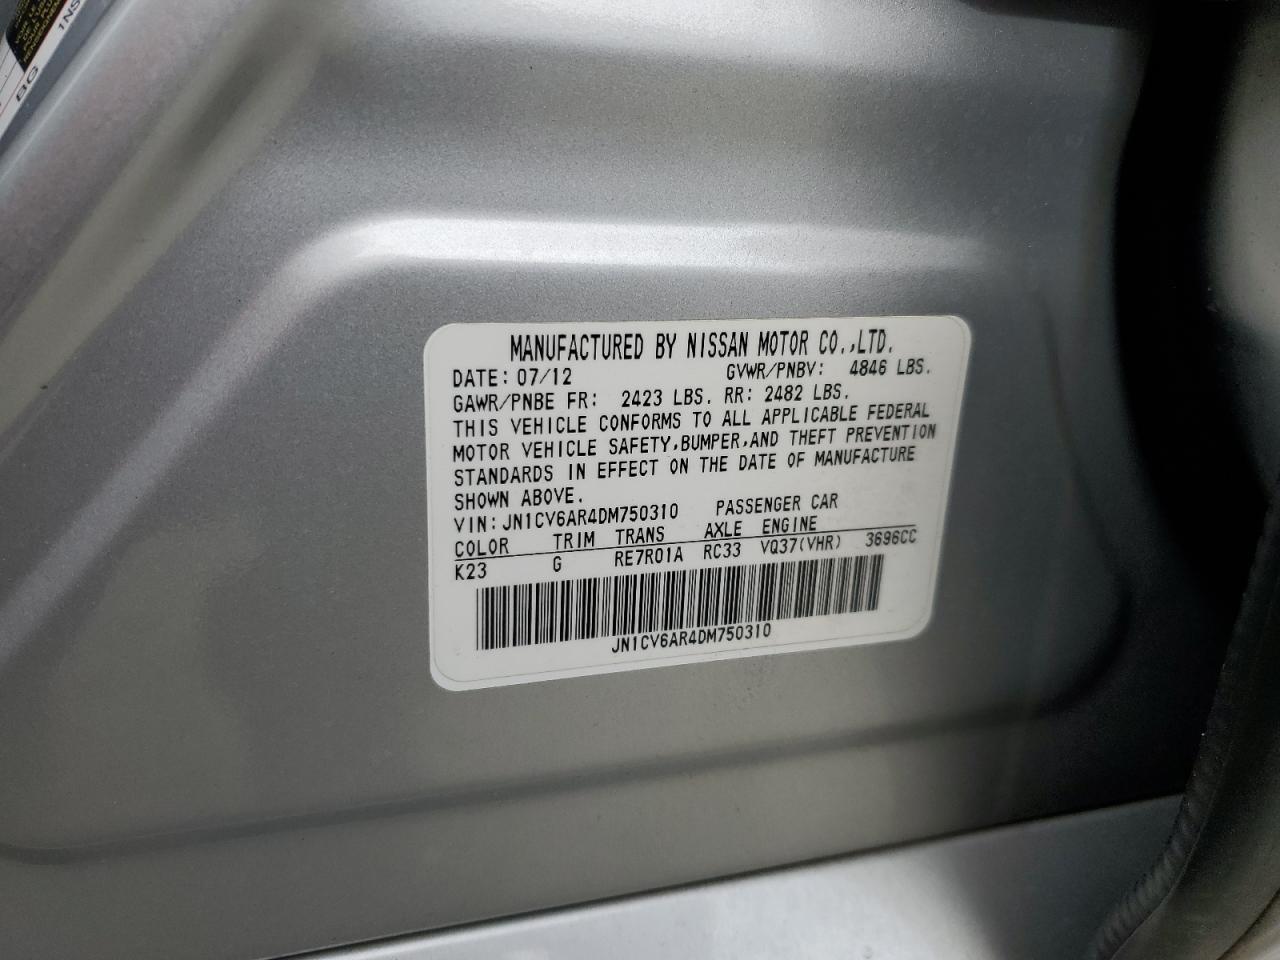 1NS
BG
MANUFACTURED BY NISSAN MOTOR CO.,LTD.
DATE: 07/12 GVWR/PNBV: 4846 LBS.
GAWR/PNBE FR: 2423 LBS. RR: 2482 LBS.
THIS VEHICLE CONFORMS TO ALL APPLICABLE FEDERAL
MOTOR VEHICLE SAFETY,BUMPER,AND THEFT PREVENTION
STANDARDS IN EFFECT ON THE DATE OF MANUFACTURE
SHOWN ABOVE.
VIN: JN1CV6AR4DM750310 PASSENGER CAR
COLOR TRIM TRANS AXLE ENGINE
K23 G RE7R01A RC33 VQ37(VHR) 3696CC
JN1CV6AR4DM750310